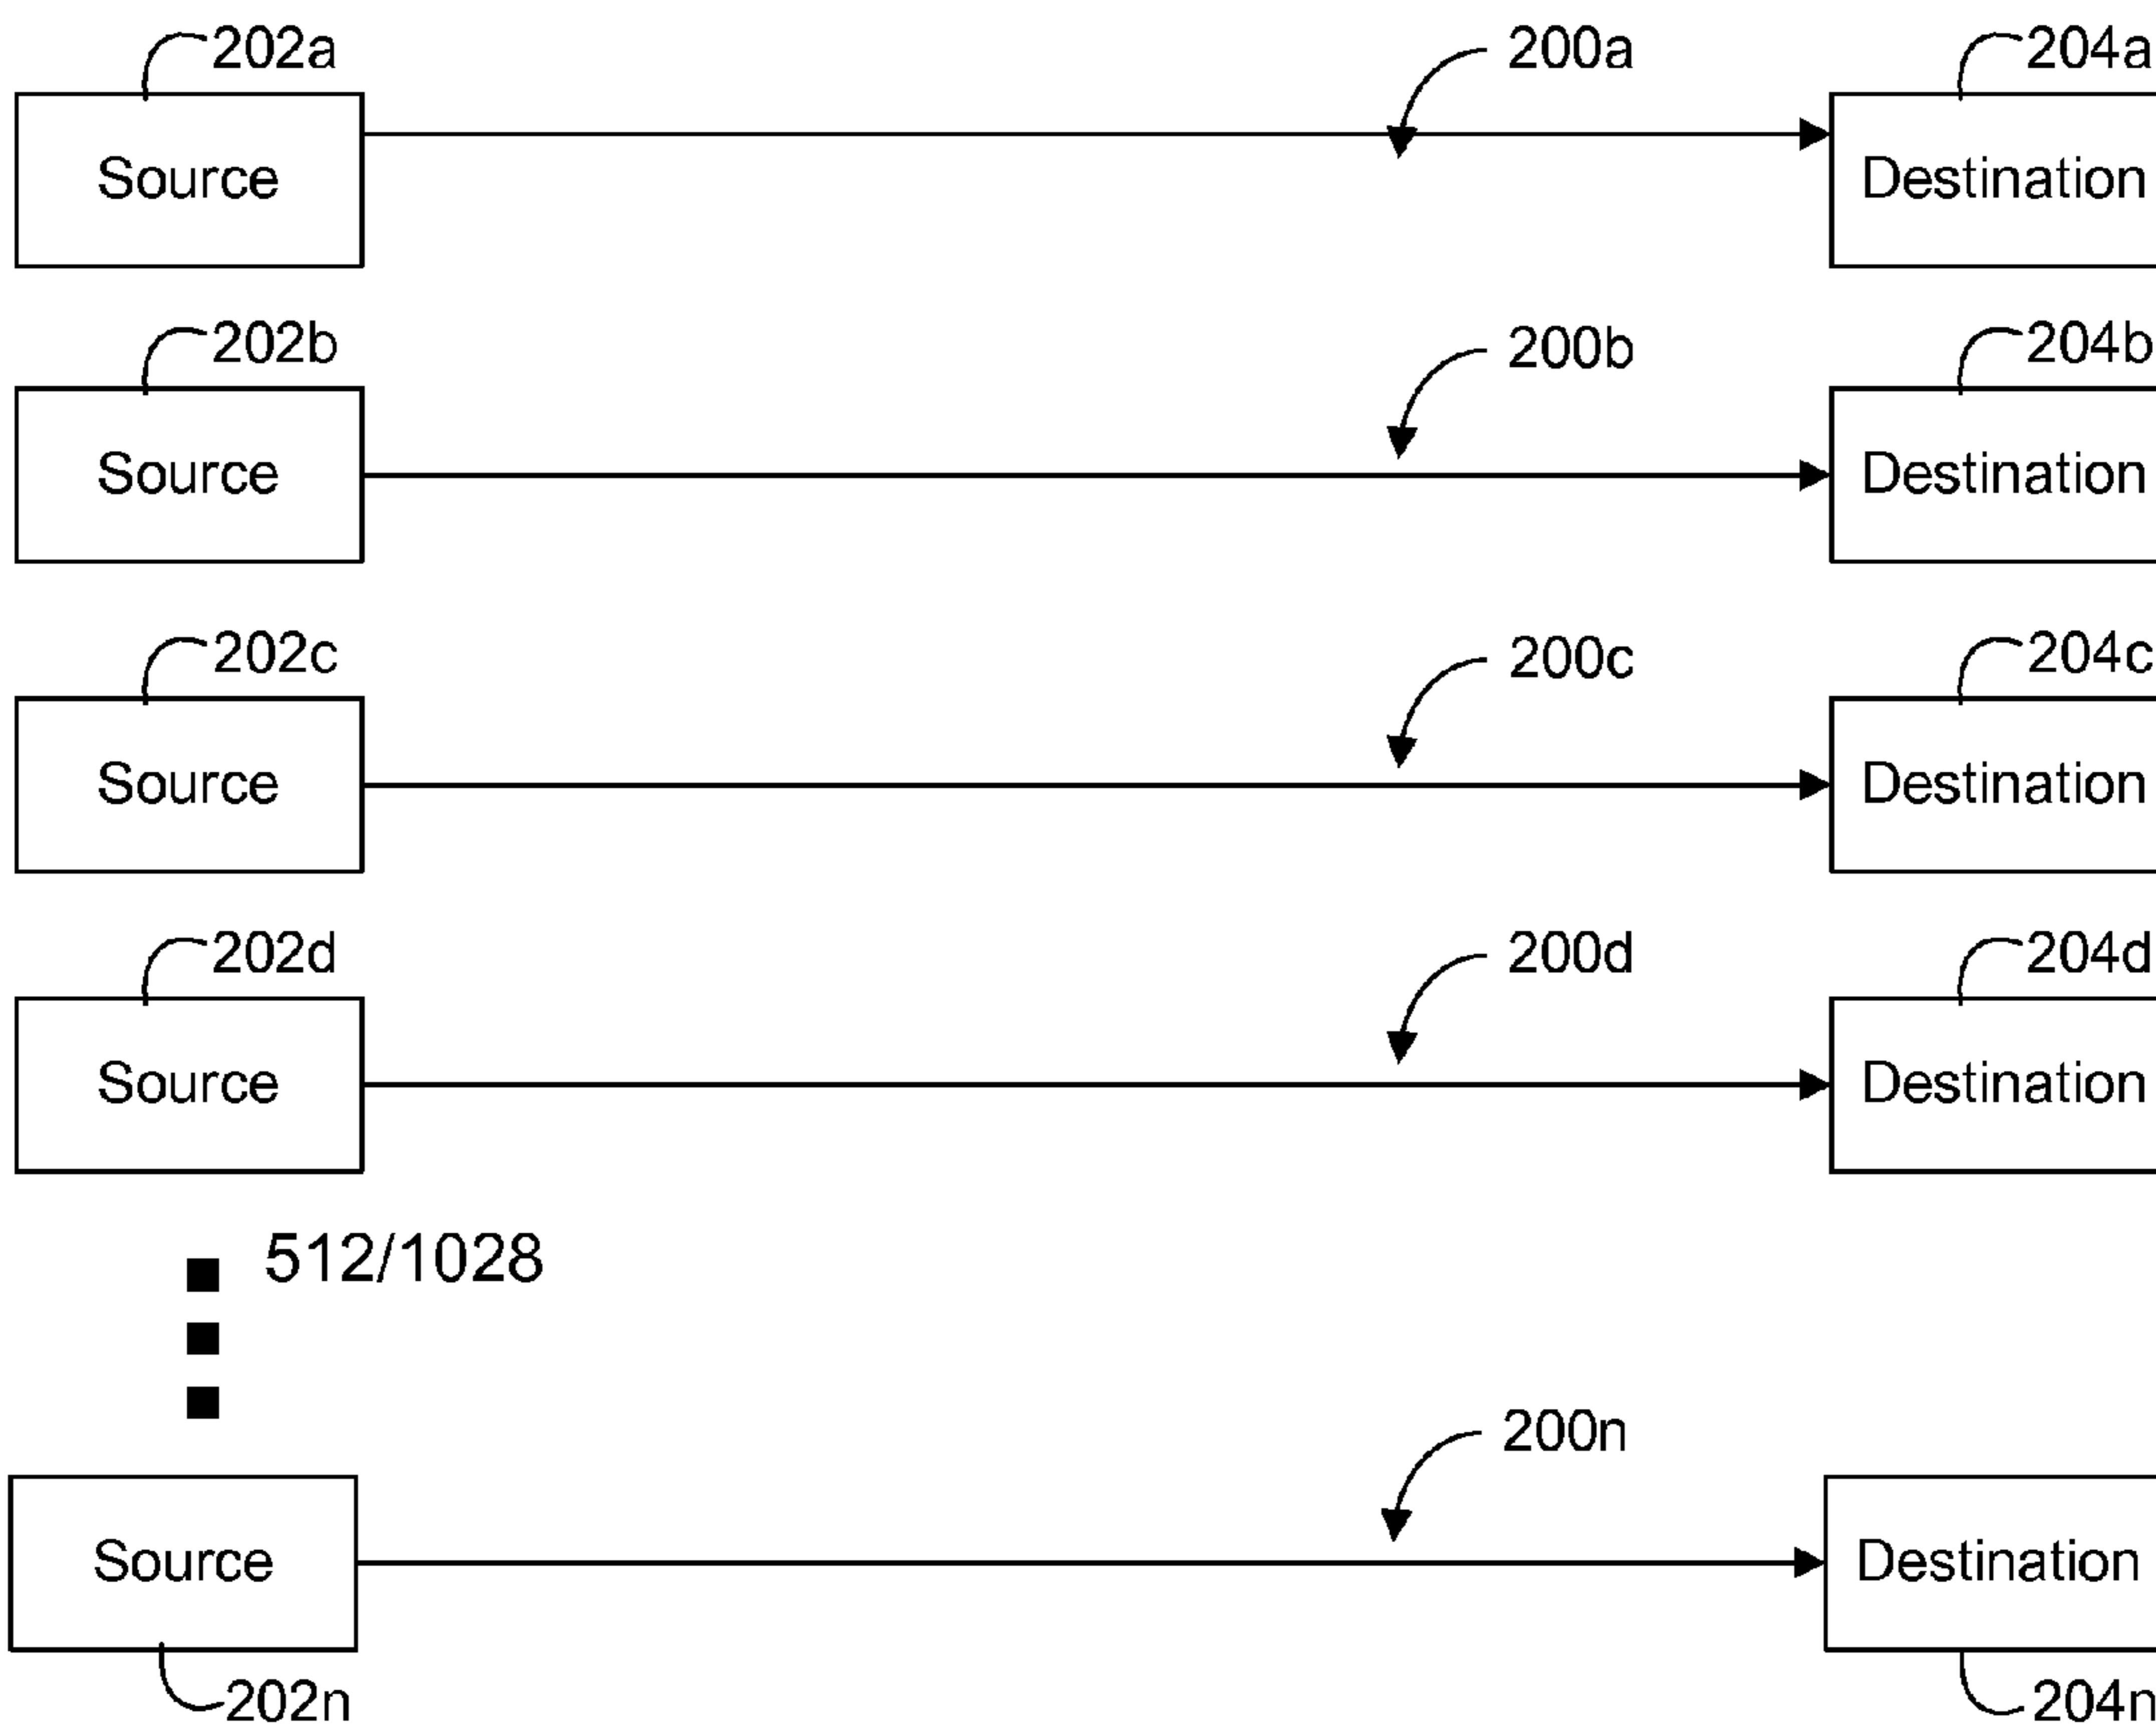 202a
200a
204a
Source
Destination
202b
200b
204b
Source
Destination
202c
200c
204c
Source
Destination
202d
200d
204d
Source
Destination
512/1028
200n
Source
Destination
202n
204n